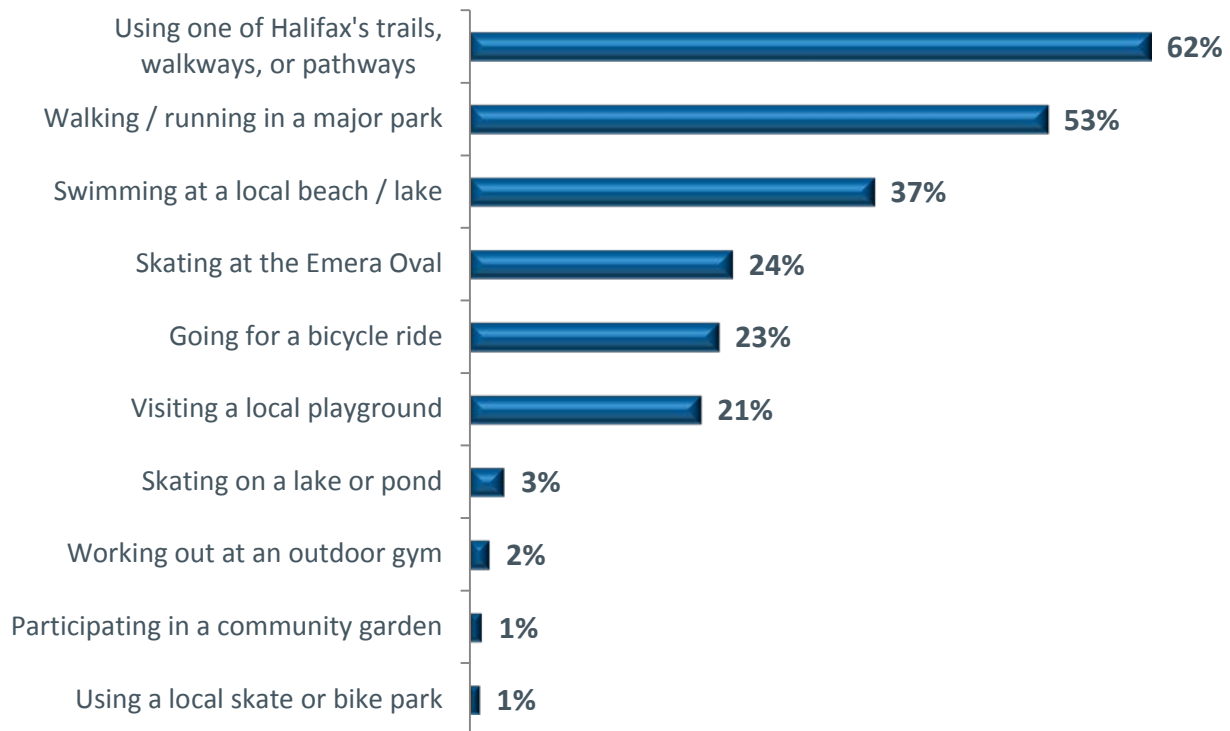 Using one of Halifax's trails,
walkways, or pathways
62%
Walking / running in a major park
53%
Swimming at a local beach / lake
37%
Skating at the Emera Oval
24%
Going for a bicycle ride
23%
Visiting a local playground
21%
Skating on a lake or pond
3%
Working out at an outdoor gym
2%
Participating in a community garden
1%
Using a local skate or bike park
1%